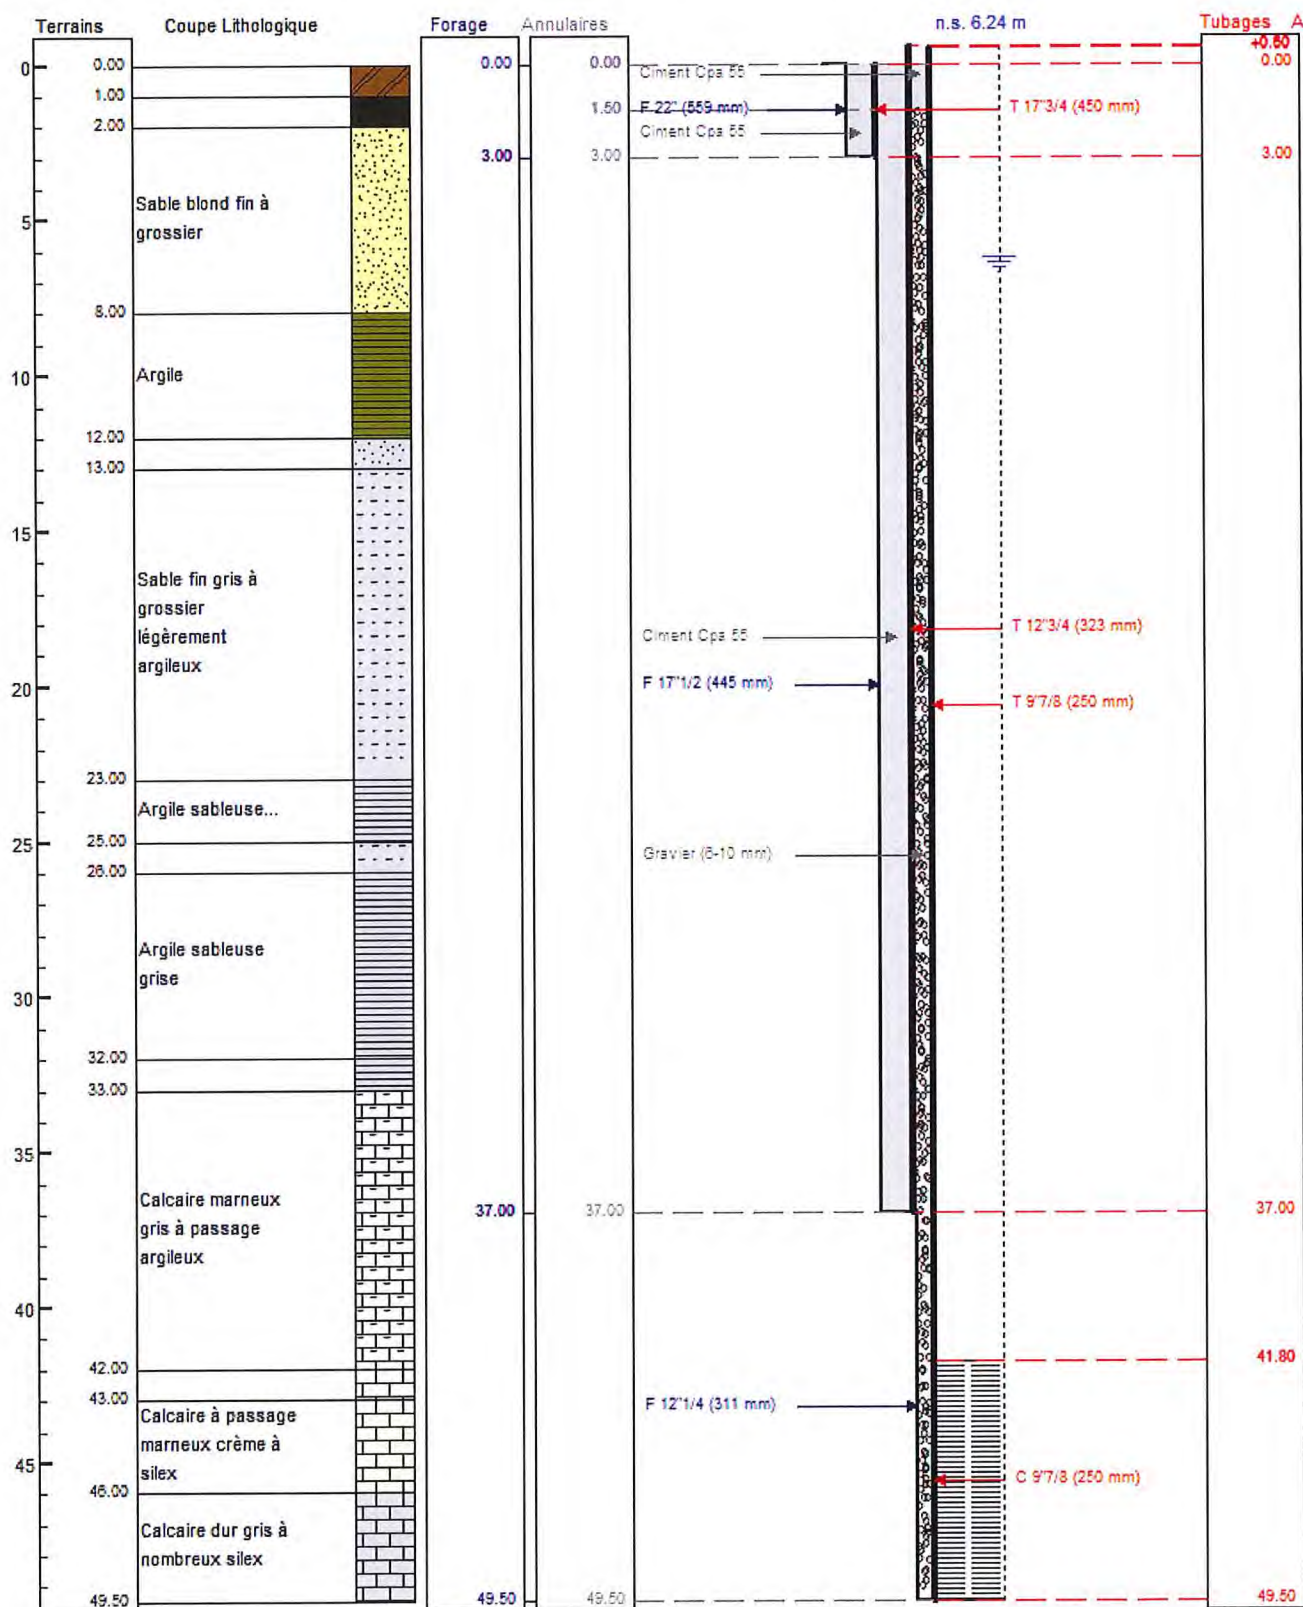 Terrains Coupe Lithologique Forage Annulaires n.s. 6.24 m Tubages A
+0.50
0 0.00 0.00 0.00 Ciment Cpa 55 0.00
1.00 1.50 F 22" (559 mm) T 17"3/4 (450 mm)
2.00 Ciment Cpa 55
3.00 3.00 3.00
Sable blond fin à
grossier
5
8.00
Argile
10
12.00
13.00
15
Sable fin gris à
grossier
légèrement
argileux
Ciment Cpa 55 T 12"3/4 (323 mm)
F 17"1/2 (445 mm)
20
T 9"7/8 (250 mm)
23.00
Argile sableuse...
25 25.00
Gravier (6-10 mm)
26.00
Argile sableuse
grise
30
32.00
33.00
35
Calcaire marneux
gris à passage
argileux
37.00 37.00 37.00
40
41.80
42.00
43.00
F 12"1/4 (311 mm)
Calcaire à passage
marneux crème à
silex
45
C 9"7/8 (250 mm)
46.00
Calcaire dur gris à
nombreux silex
49.50 49.50 49.50 49.50